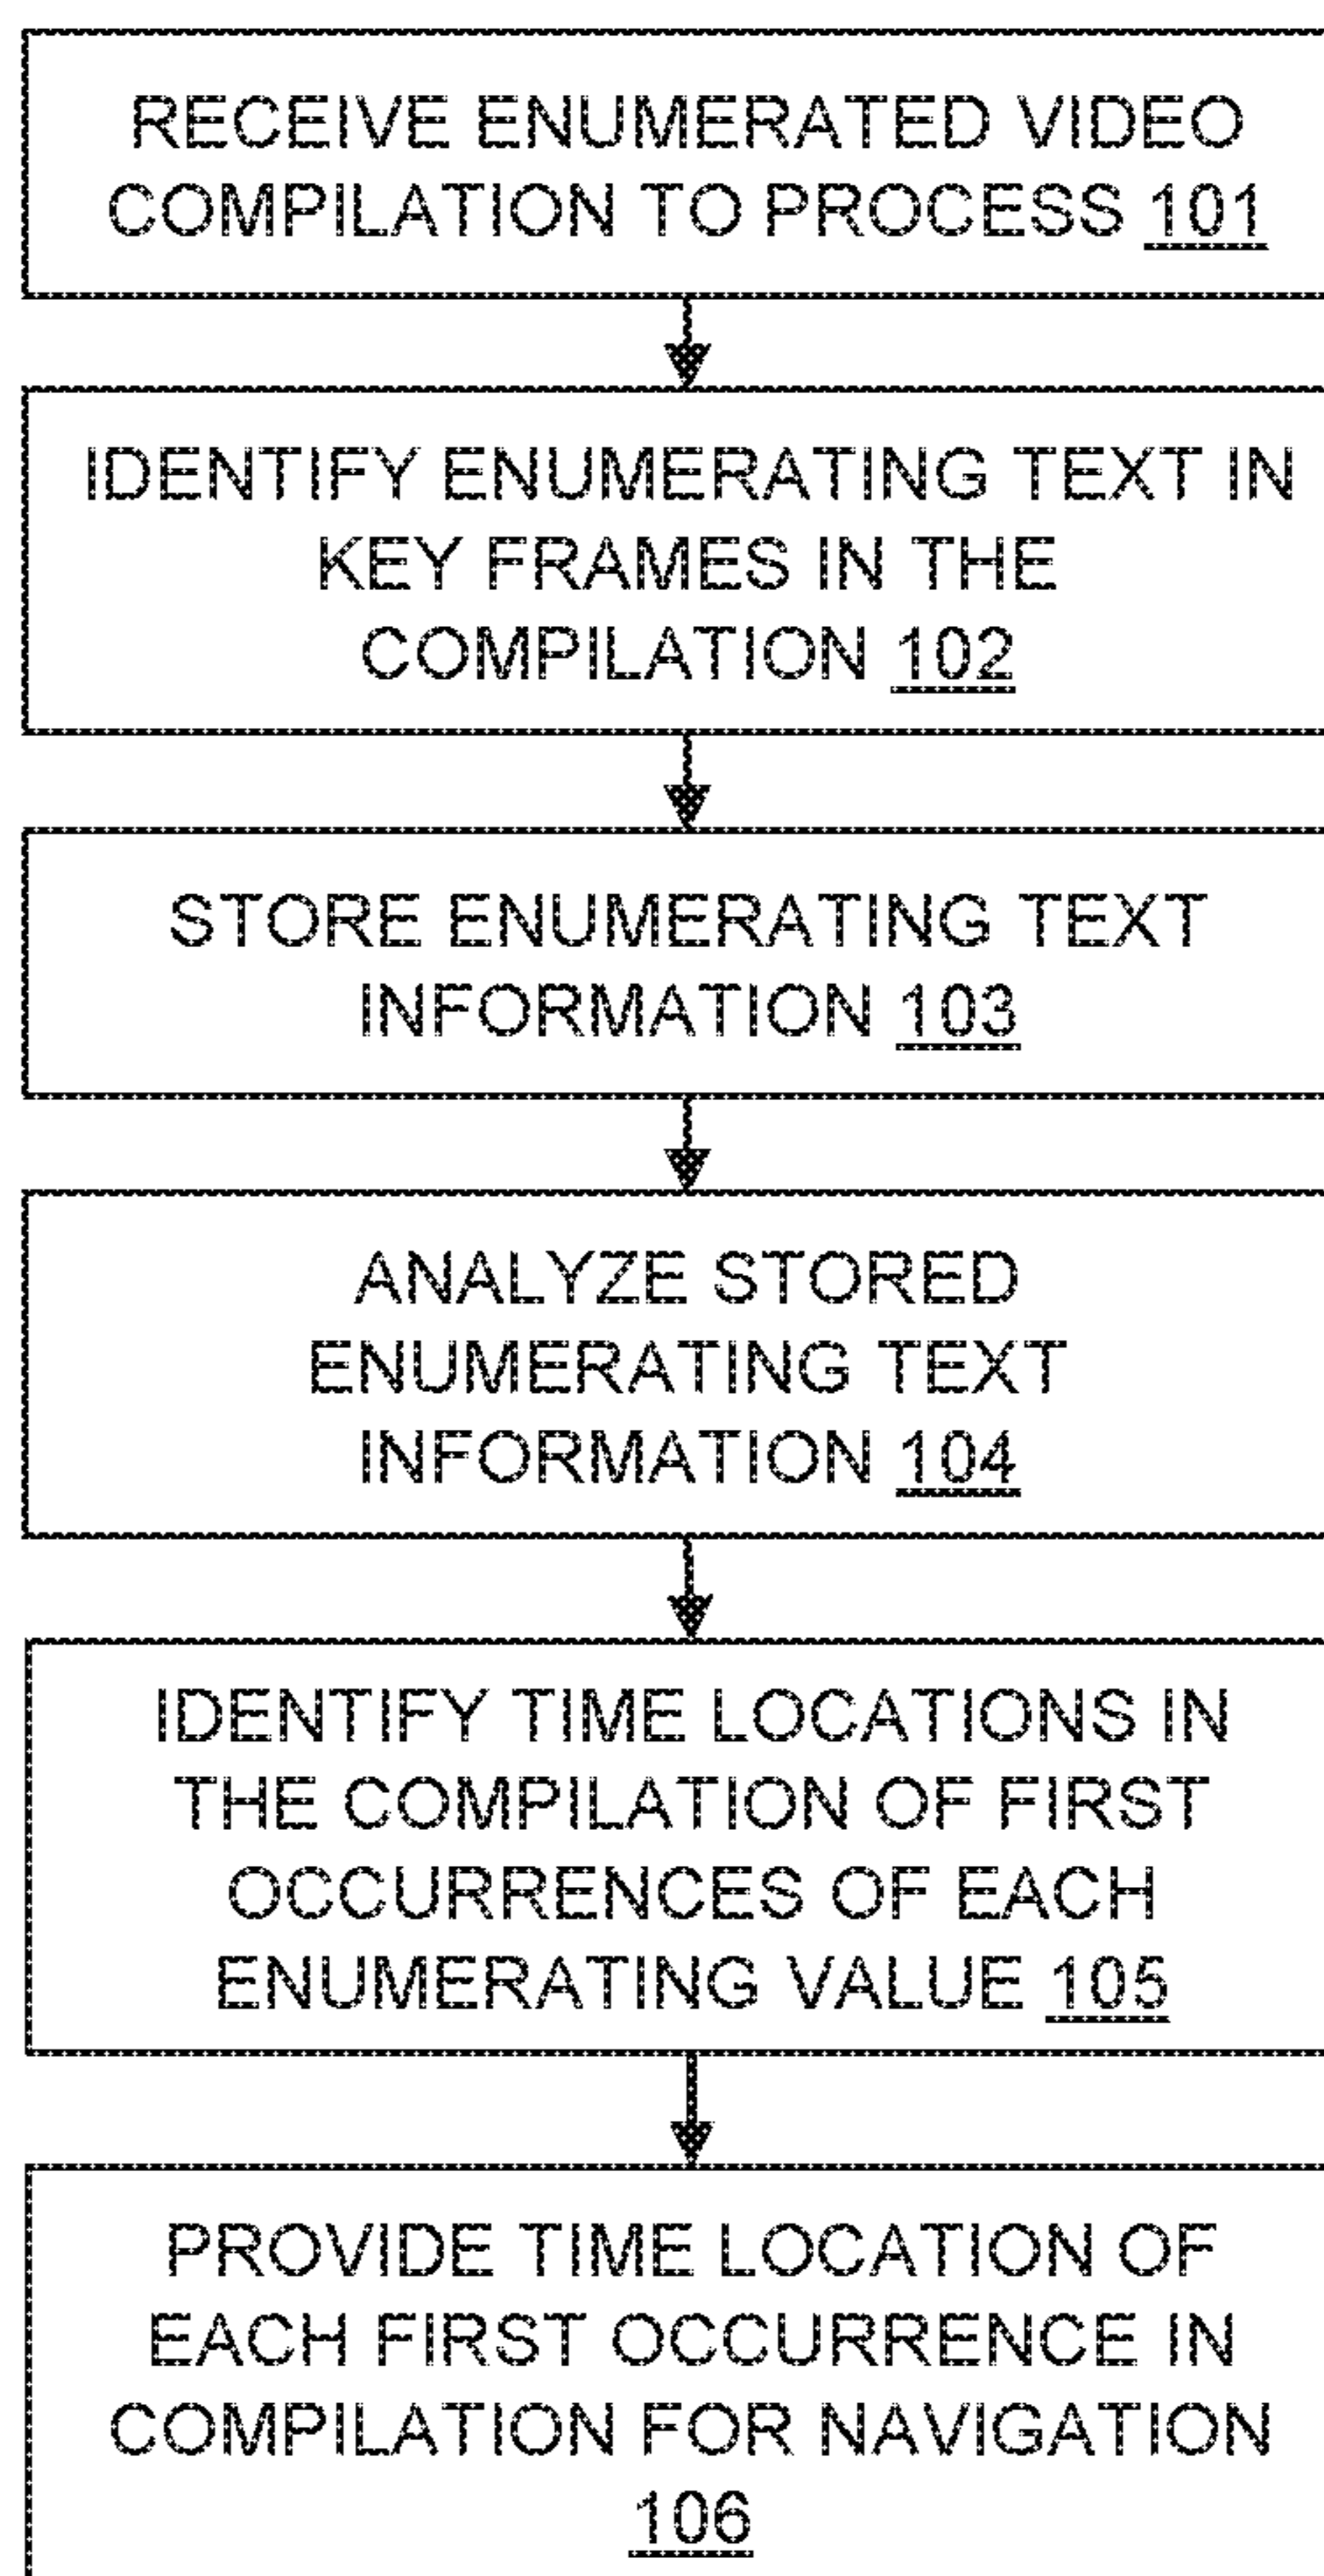 RECEIVE ENUMERATED VIDEO
COMPILATION TO PROCESS 101
IDENTIFY ENUMERATING TEXT IN
KEY FRAMES IN THE
COMPILATION 102
STORE ENUMERATING TEXT
INFORMATION 103
ANALYZE STORED
ENUMERATING TEXT
INFORMATION 104
IDENTIFY TIME LOCATIONS IN
THE COMPILATION OF FIRST
OCCURRENCES OF EACH
ENUMERATING VALUE 105
PROVIDE TIME LOCATION OF
EACH FIRST OCCURRENCE IN
COMPILATION FOR NAVIGATION
106